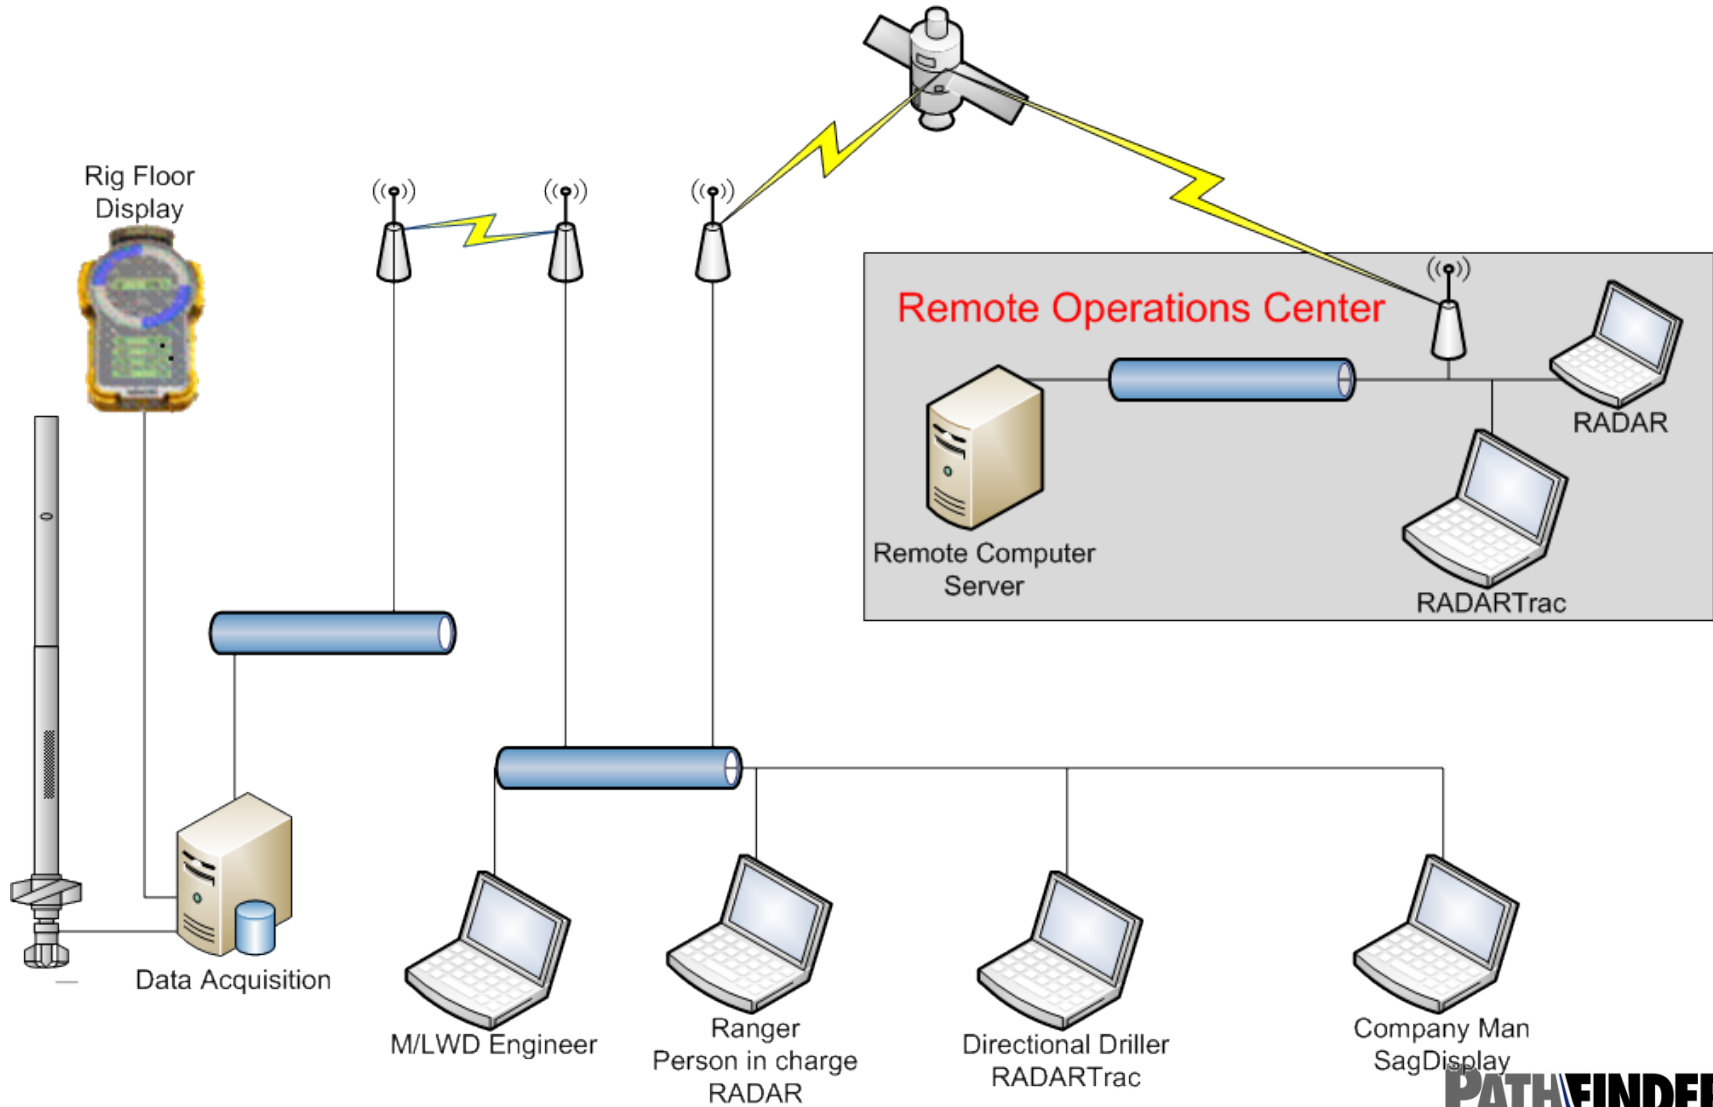 Rig Floor
Display
Remote Operations Center
RADAR
Remote Computer
Server
RADARTrac
Data Acquisition
M/LWD Engineer
Ranger
Person in charge
RADAR
Directional Driller
RADARTrac
Company Man
SagDisplay
PATHFINDER